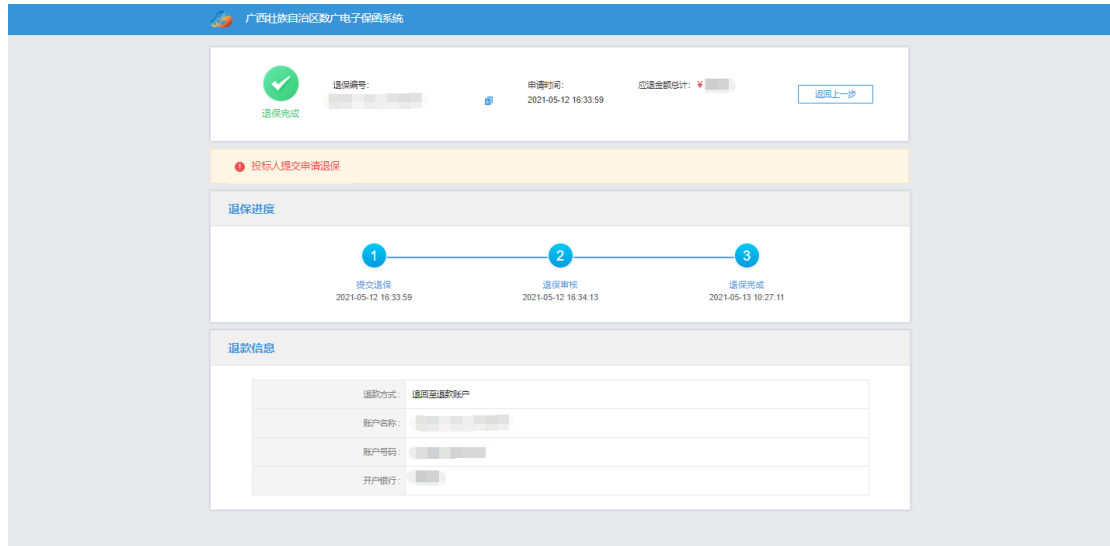 广西壮族自治区数广电子保函系统
退保编号:
申请时间:
应退金额总计: ¥
返回上一步
2021-05-12 16:33:59
退保完成
投标人提交申请退保
退保进度
1
2
3
提交退保
退保审核
退保完成
2021-05-12 16:33:59
2021-05-12 16:34:13
2021-05-13 10:27:11
退款信息
退款方式:
退回至退款账户
账户名称:
账户号码:
开户银行: